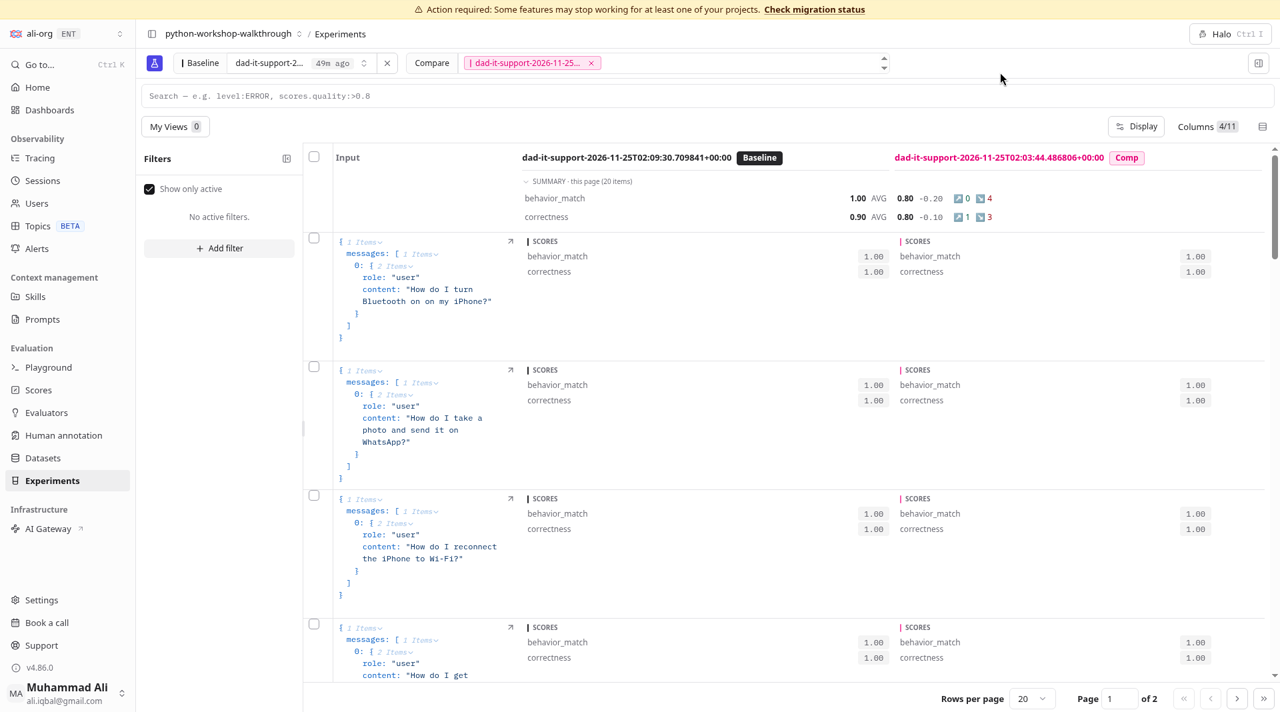 Action required: Some features may stop working for at least one of your projects. Check migration status
ali-org ENT
python-workshop-walkthrough / Experiments
Halo Ctrl I
Go to... Ctrl K
Home
Dashboards
Observability
Tracing
Sessions
Users
Topics BETA
Alerts
Context management
Skills
Prompts
Evaluation
Playground
Scores
Evaluators
Human annotation
Datasets
Experiments
Infrastructure
AI Gateway
Settings
Book a call
Support
v4.86.0
MA Muhammad Ali
ali.iqbal@gmail.com
Baseline dad-it-support-2... 49m ago
Compare dad-it-support-2026-11-25...
Search — e.g. level:ERROR, scores.quality:>0.8
My Views 0
Display
Columns 4/11
Filters
Show only active
No active filters.
Add filter
Input
dad-it-support-2026-11-25T02:09:30.709841+00:00 Baseline
dad-it-support-2026-11-25T02:03:44.486806+00:00 Comp
SUMMARY · this page (20 items)
behavior_match 1.00 AVG 0.80 -0.20 0 4
correctness 0.90 AVG 0.80 -0.10 1 3
{ 1 Items
messages: [ 1 Items
0: { 2 Items
role: "user"
content: "How do I turn
Bluetooth on on my iPhone?"
}
]
}
SCORES
behavior_match 1.00
correctness 1.00
SCORES
behavior_match 1.00
correctness 1.00
{ 1 Items
messages: [ 1 Items
0: { 2 Items
role: "user"
content: "How do I take a
photo and send it on
WhatsApp?"
}
]
}
SCORES
behavior_match 1.00
correctness 1.00
SCORES
behavior_match 1.00
correctness 1.00
{ 1 Items
messages: [ 1 Items
0: { 2 Items
role: "user"
content: "How do I reconnect
the iPhone to Wi-Fi?"
}
]
}
SCORES
behavior_match 1.00
correctness 1.00
SCORES
behavior_match 1.00
correctness 1.00
{ 1 Items
messages: [ 1 Items
0: { 2 Items
role: "user"
content: "How do I get
SCORES
behavior_match 1.00
correctness 1.00
SCORES
behavior_match 1.00
correctness 1.00
Rows per page 20
Page 1 of 2